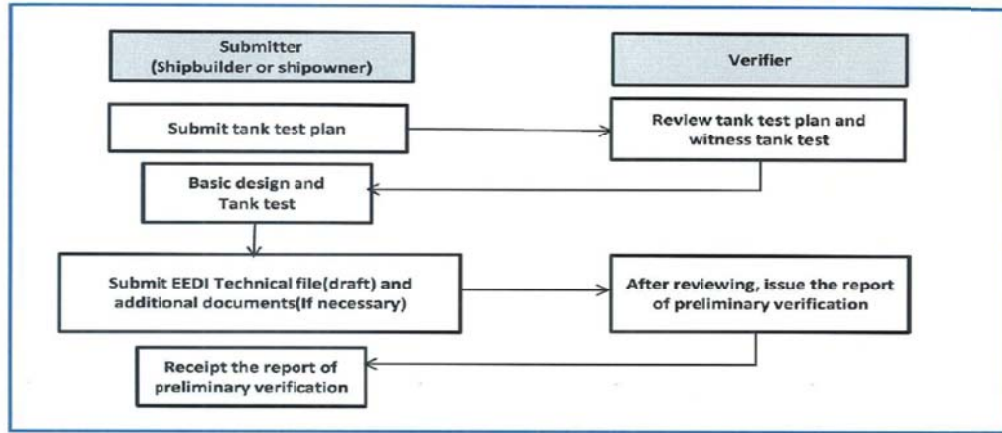 Submitter
(Shipbuilder or shipowner)
Verifier
Submit tank test plan
Review tank test plan and
witness tank test
Basic design and
Tank test
Submit EEDI Technical file(draft) and
additional documents(If necessary)
After reviewing, issue the report
of preliminary verification
Receipt the report of
preliminary verification